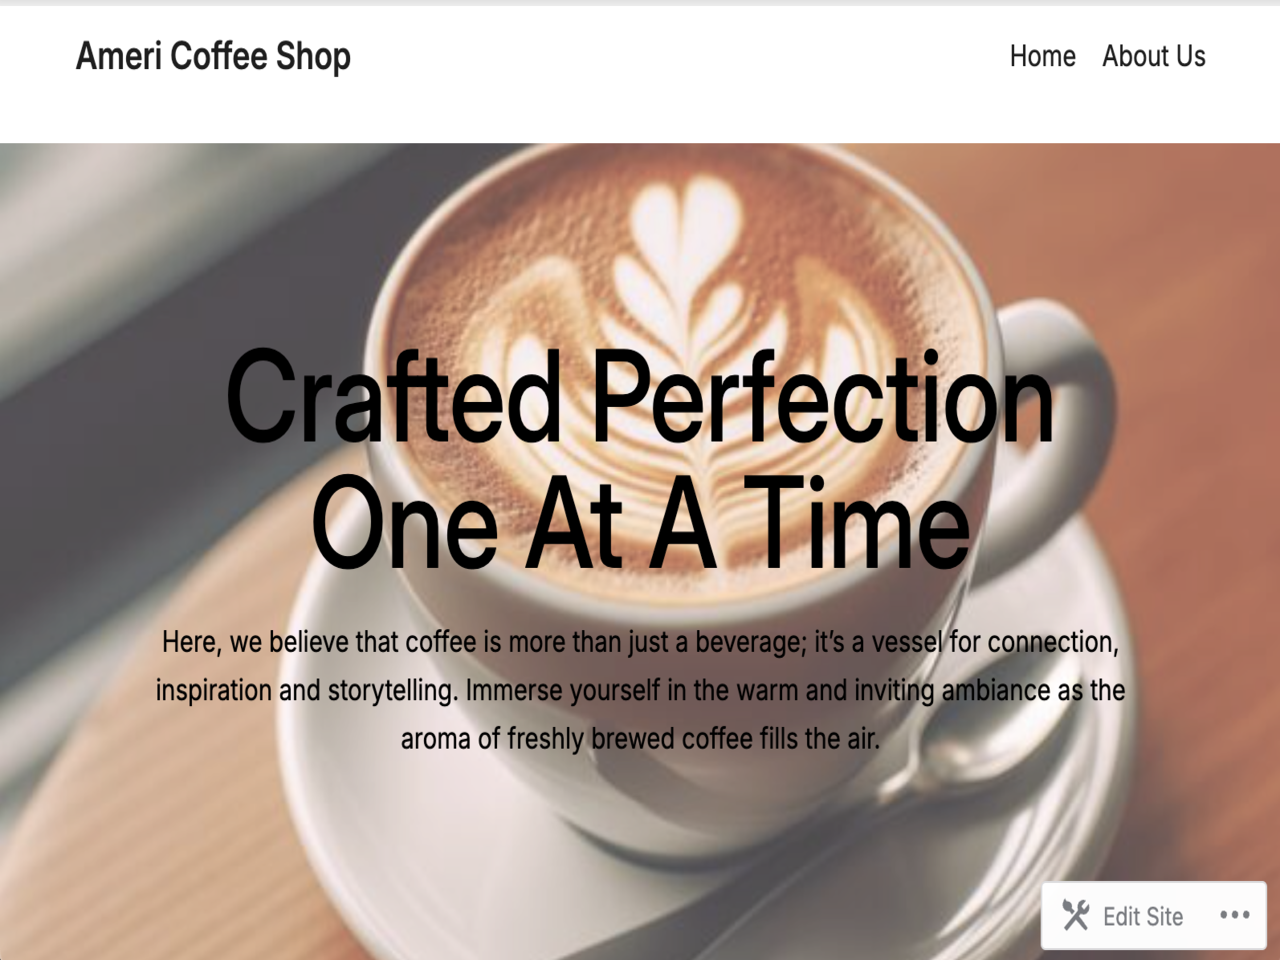 Ameri Coffee Shop
Home About Us
Crafted Perfection
One At A Time
Here, we believe that coffee is more than just a beverage; it’s a vessel for connection,
inspiration and storytelling. Immerse yourself in the warm and inviting ambiance as the
aroma of freshly brewed coffee fills the air.
Edit Site